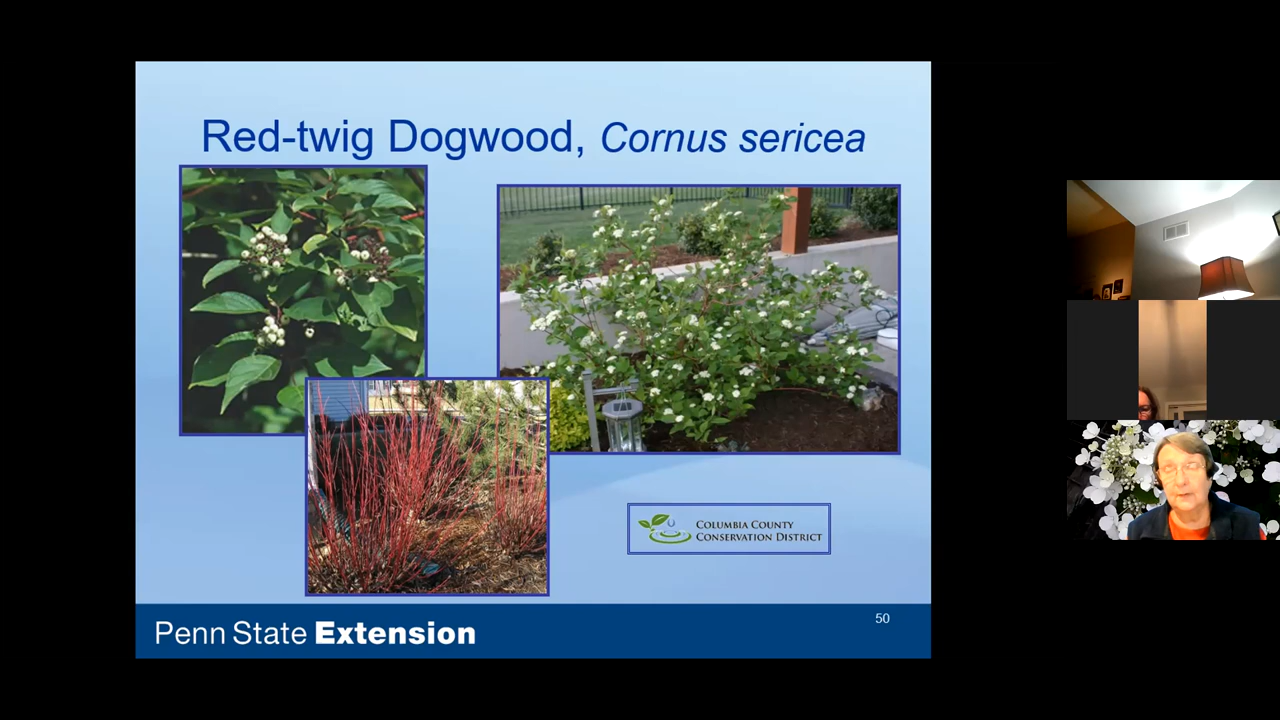 Red-twig Dogwood, Cornus sericea
COLUMBIA COUNTY
CONSERVATION DISTRICT
50
Penn State Extension